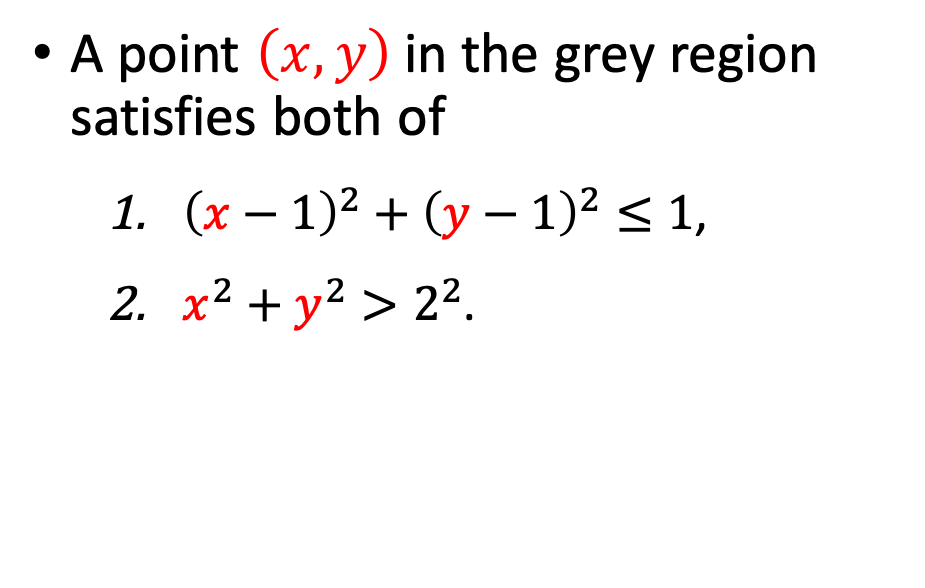 • A point (x, y) in the grey region
satisfies both of
1. (x − 1)² + (y − 1)² ≤ 1,
2. x² + y² > 2².